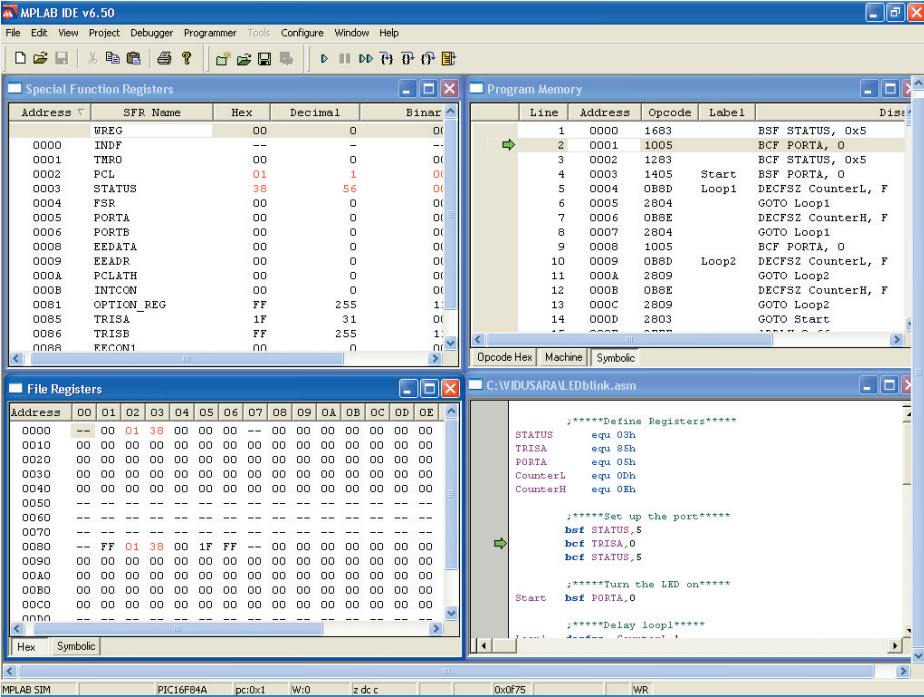 MPLAB IDE v6.50
File Edit View Project Debugger Programmer Tools Configure Window Help
Special Function Registers
Address SFR Name Hex Decimal Binar
WREG 00 0 00
0000 INDF -- - --
0001 TMR0 00 0 00
0002 PCL 01 1 00
0003 STATUS 38 56 00
0004 FSR 00 0 00
0005 PORTA 00 0 00
0006 PORTB 00 0 00
0008 EEDATA 00 0 00
0009 EEADR 00 0 00
000A PCLATH 00 0 00
000B INTCON 00 0 00
0081 OPTION_REG FF 255 1
0085 TRISA 1F 31 00
0086 TRISB FF 255 1
0088 EECON1 00 0
Program Memory
Line Address Opcode Label Disa
1 0000 1683 BSF STATUS, 0x5
2 0001 1005 BCF PORTA, 0
3 0002 1283 BCF STATUS, 0x5
4 0003 1405 Start BSF PORTA, 0
5 0004 0B8D Loop1 DECFSZ CounterL, F
6 0005 2804 GOTO Loop1
7 0006 0B8E DECFSZ CounterH, F
8 0007 2804 GOTO Loop1
9 0008 1005 BCF PORTA, 0
10 0009 0B8D Loop2 DECFSZ CounterL, F
11 000A 2809 GOTO Loop2
12 000B 0B8E DECFSZ CounterH, F
13 000C 2809 GOTO Loop2
14 000D 2803 GOTO Start
Opcode Hex Machine Symbolic
File Registers
Address 00 01 02 03 04 05 06 07 08 09 0A 0B 0C 0D 0E
0000 -- 00 01 38 00 00 00 -- 00 00 00 00 00 00 00
0010 00 00 00 00 00 00 00 00 00 00 00 00 00 00 00
0020 00 00 00 00 00 00 00 00 00 00 00 00 00 00 00
0030 00 00 00 00 00 00 00 00 00 00 00 00 00 00 00
0040 00 00 00 00 00 00 00 00 00 00 00 00 00 00 00
0050 -- -- -- -- -- -- -- -- -- -- -- -- -- -- --
0060 -- -- -- -- -- -- -- -- -- -- -- -- -- -- --
0070 -- -- -- -- -- -- -- -- -- -- -- -- -- -- --
0080 -- FF 01 38 00 1F FF -- 00 00 00 00 00 00 00
0090 00 00 00 00 00 00 00 00 00 00 00 00 00 00 00
00A0 00 00 00 00 00 00 00 00 00 00 00 00 00 00 00
00B0 00 00 00 00 00 00 00 00 00 00 00 00 00 00 00
00C0 00 00 00 00 00 00 00 00 00 00 00 00 00 00 00
00D0 -- -- -- -- -- -- -- -- -- -- -- -- -- -- --
Hex Symbolic
C:\VIDUSARA\LEDblink.asm
;*****Define Registers*****
STATUS equ 03h
TRISA equ 85h
PORTA equ 05h
CounterL equ 0Dh
CounterH equ 0Eh
;*****Set up the port*****
bsf STATUS,5
bcf TRISA,0
bcf STATUS,5
;*****Turn the LED on*****
Start bsf PORTA,0
;*****Delay loop1*****
MPLAB SIM PIC16F84A pc:0x1 W:0 z dc c 0x0F75 WR